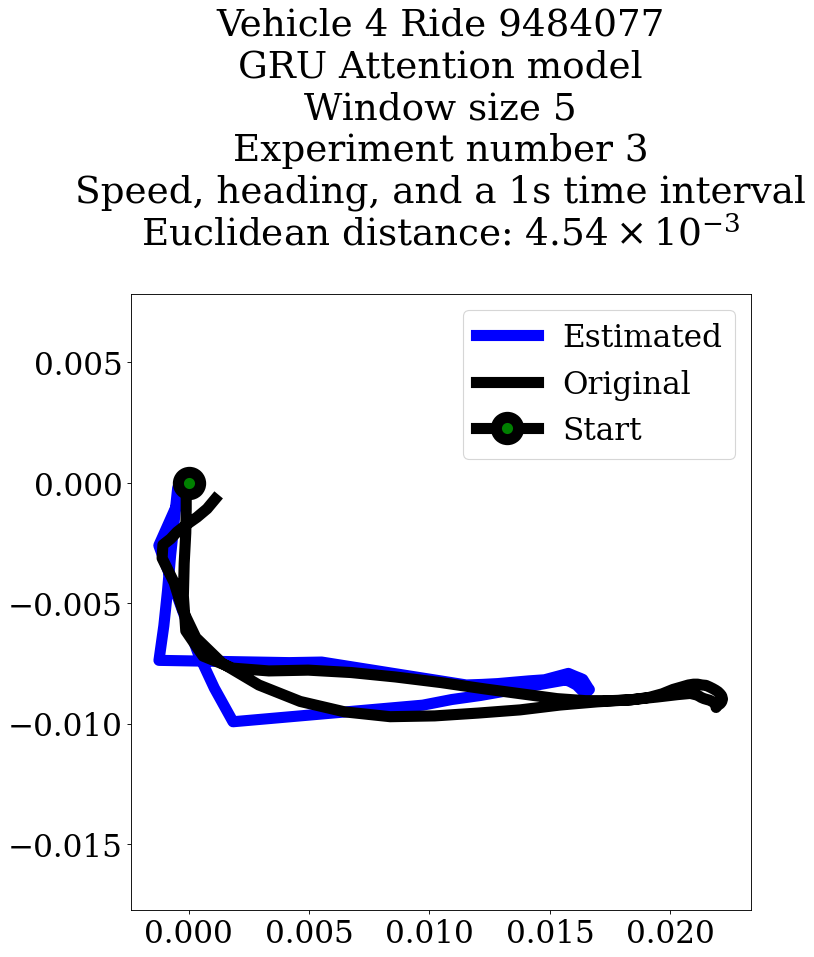 Vehicle 4 Ride 9484077
GRU Attention model
Window size 5
Experiment number 3
Speed, heading, and a 1s time interval
Euclidean distance: 4.54 × 10⁻³
Estimated
Original
Start
0.005
0.000
−0.005
−0.010
−0.015
0.000 0.005 0.010 0.015 0.020